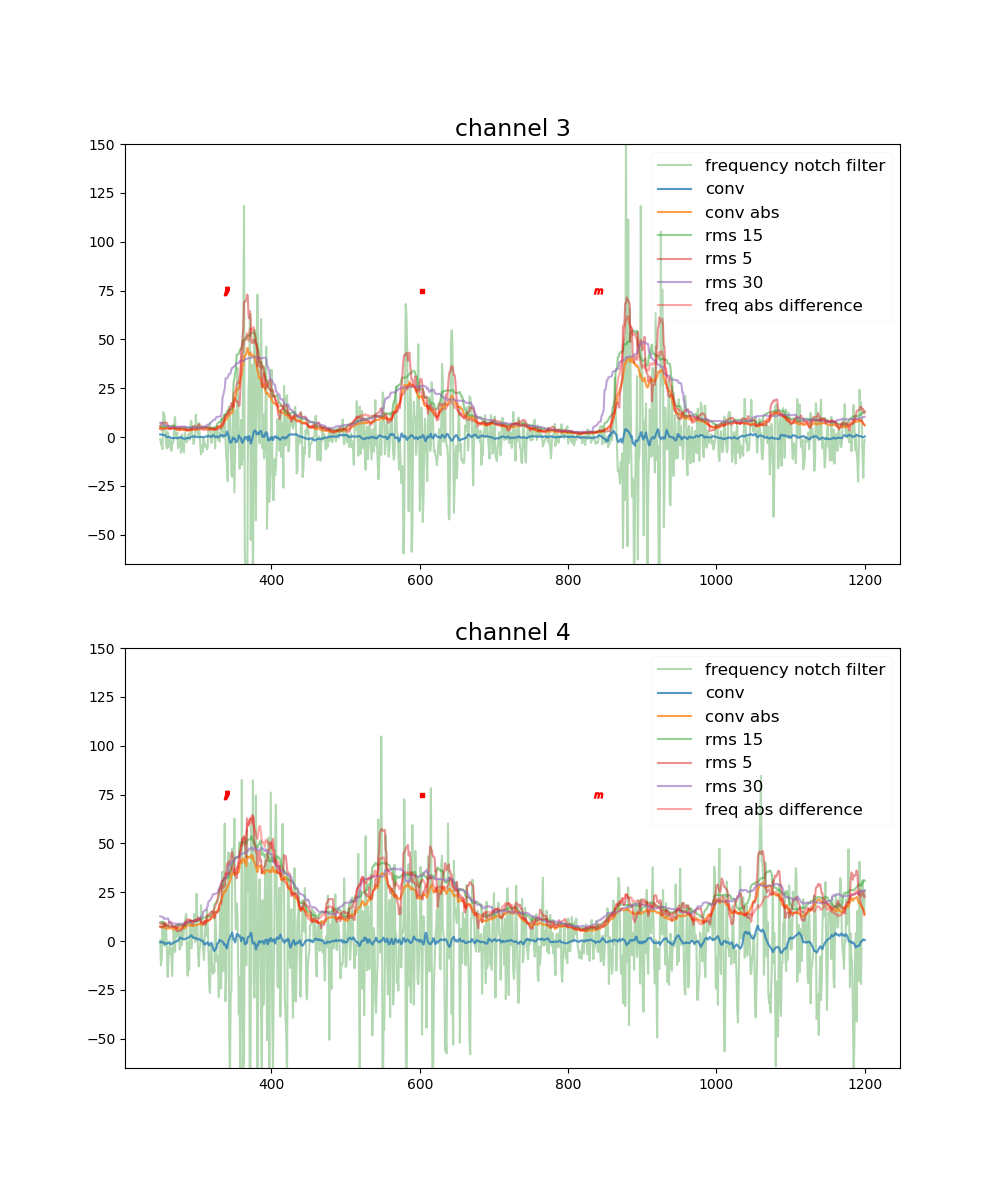 channel 3
150
125
100
75
50
25
0
−25
−50
frequency notch filter
conv
conv abs
rms 15
rms 5
rms 30
freq abs difference
, . m
400 600 800 1000 1200
channel 4
150
125
100
75
50
25
0
−25
−50
frequency notch filter
conv
conv abs
rms 15
rms 5
rms 30
freq abs difference
, . m
400 600 800 1000 1200